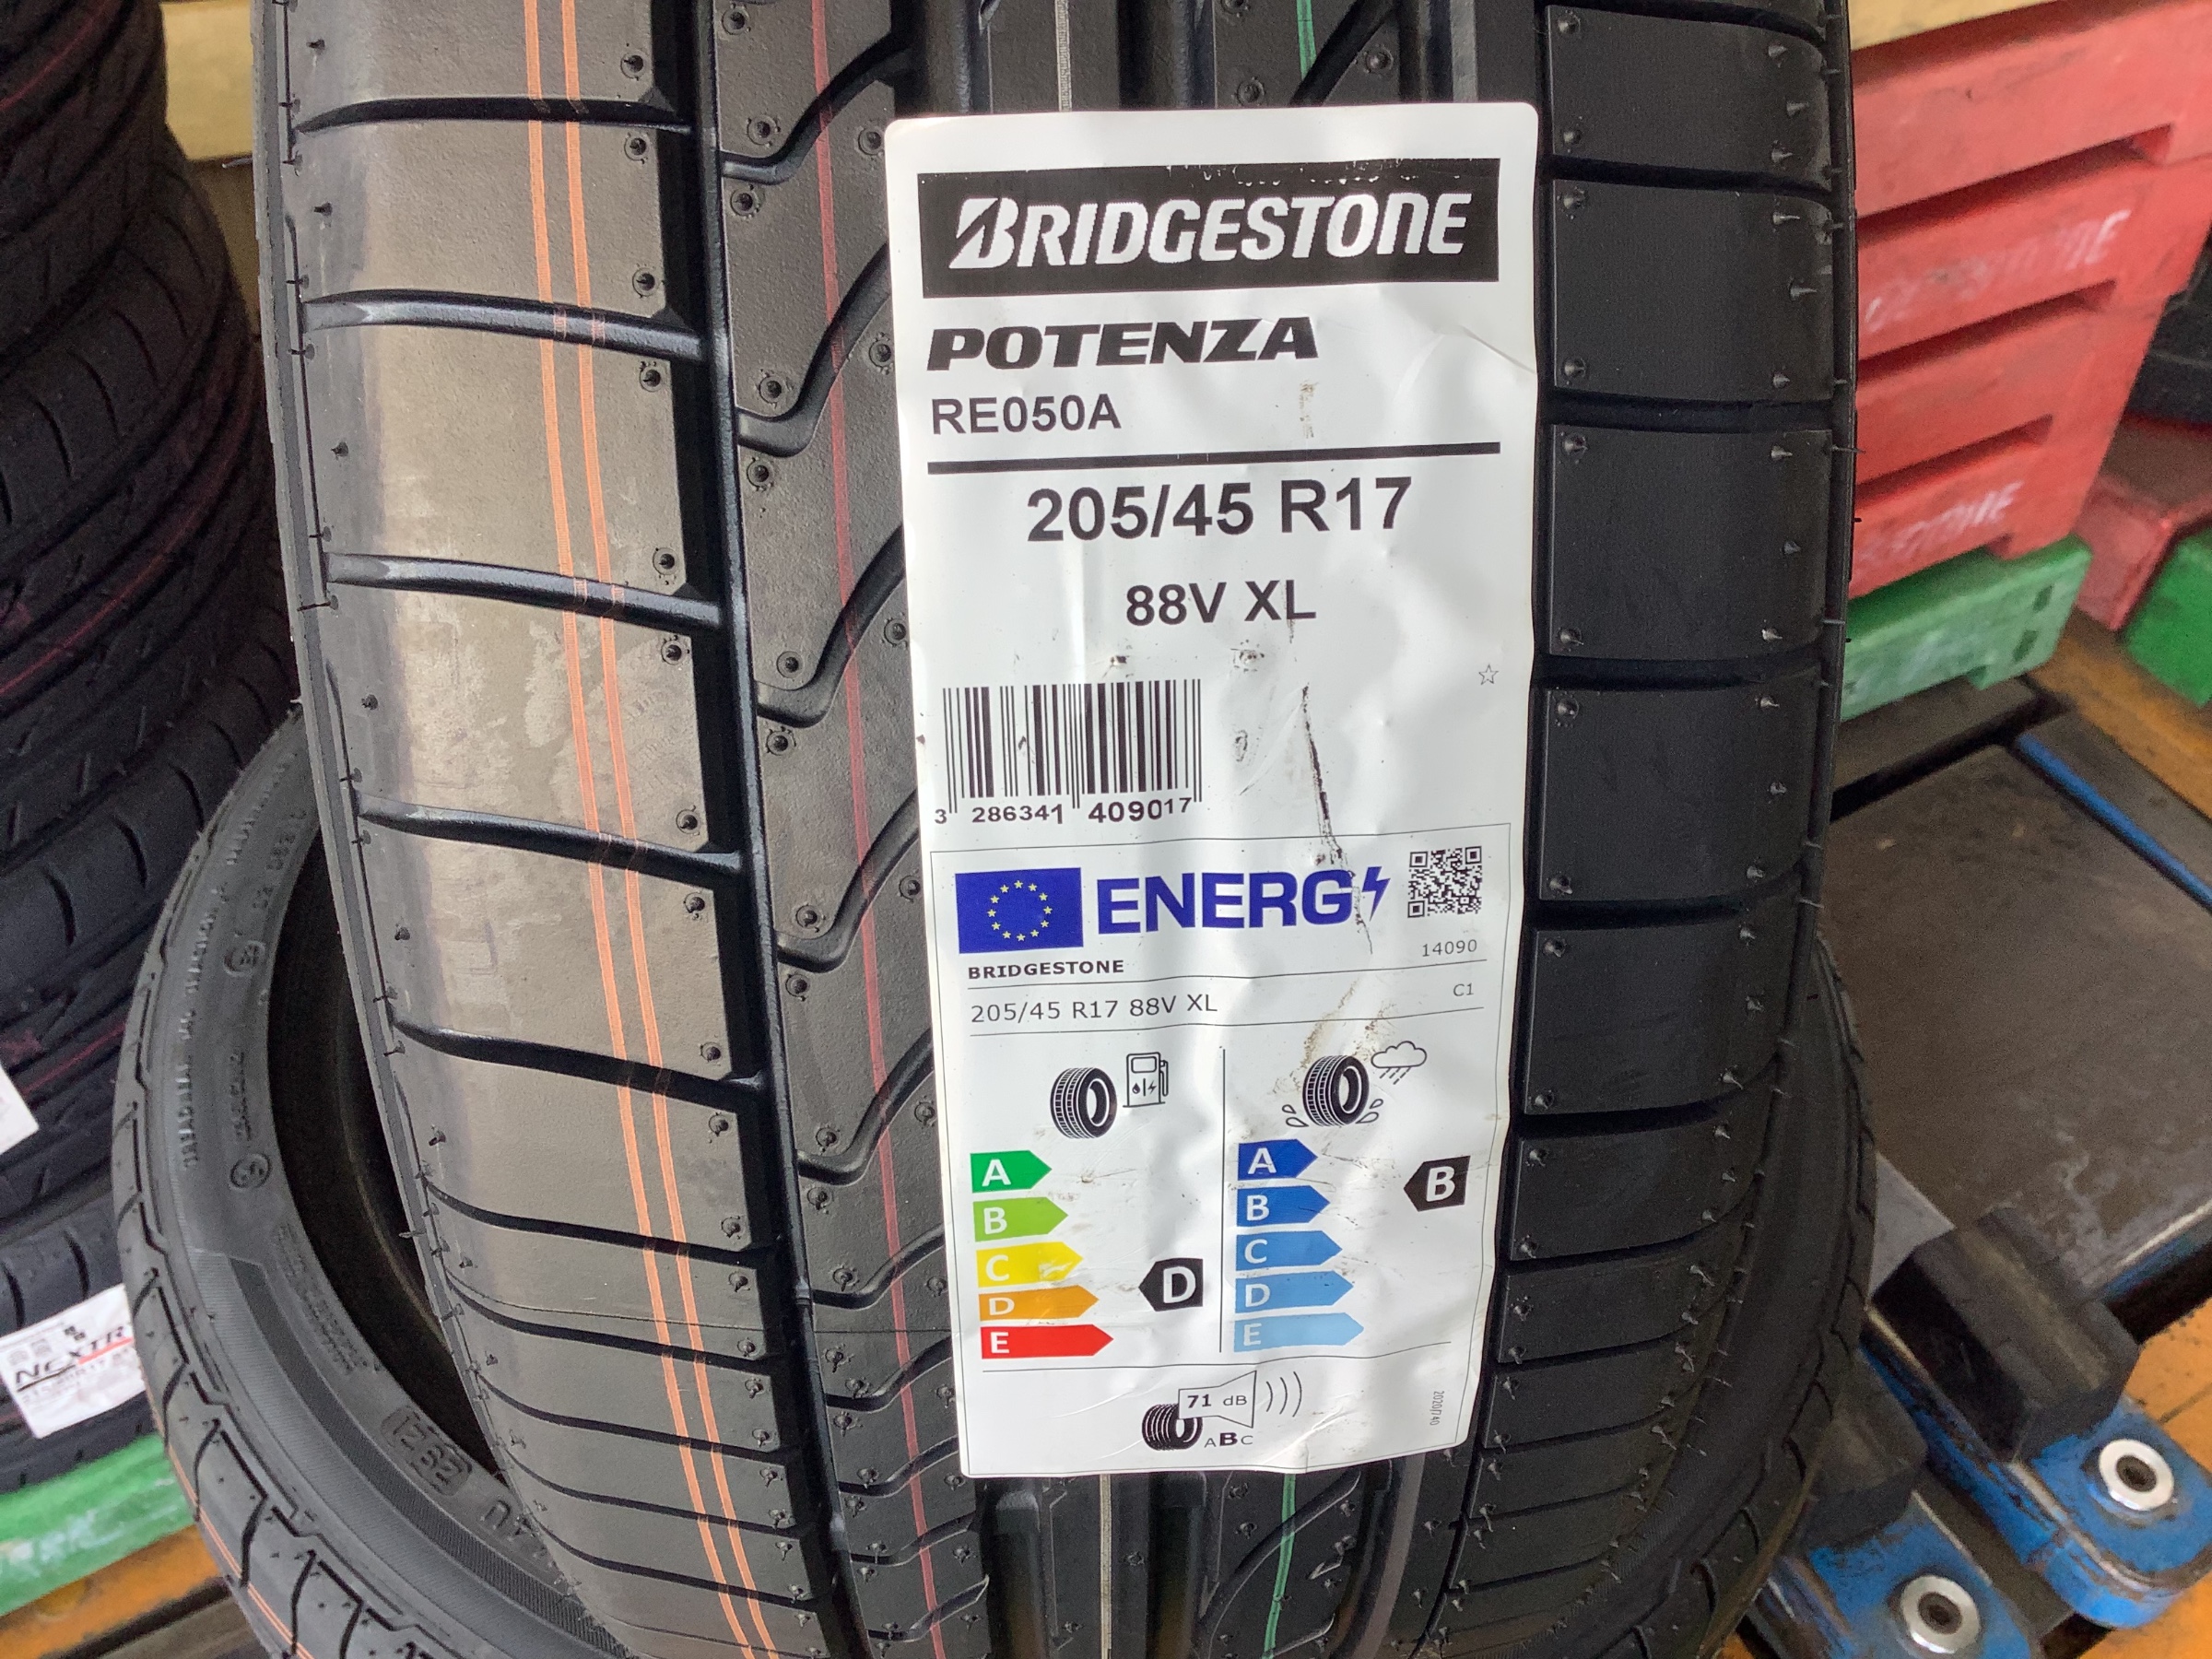 BRIDGESTONE
POTENZA
RE050A
205/45 R17
88V XL
3 286341 409017
ENERG
BRIDGESTONE
14090
205/45 R17 88V XL
C1
A
B
C
D
E
D
A
B
C
D
E
B
71 dB
ABC
2020/740